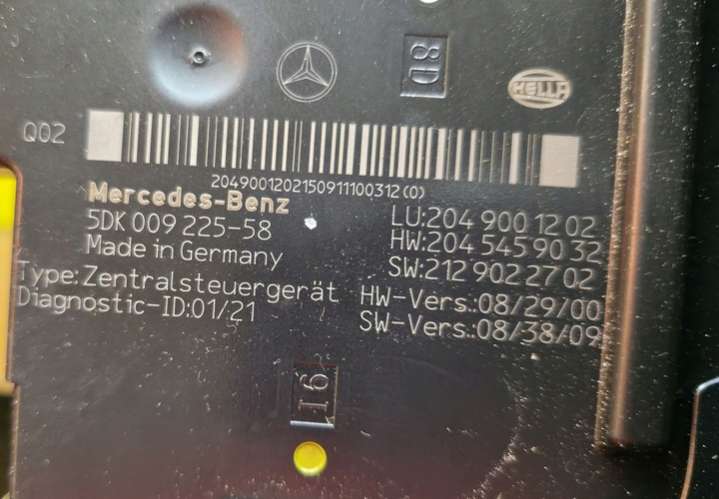 8D
HELLA
Q02
2049001202150911100312(0)
Mercedes-Benz
5DK 009 225-58
Made in Germany
Type:Zentralsteuergerät
Diagnostic-ID:01/21
LU:204 900 12 02
HW:204 545 90 32
SW:212 902 27 02
HW-Vers.:08/29/00
SW-Vers.:08/38/09
16